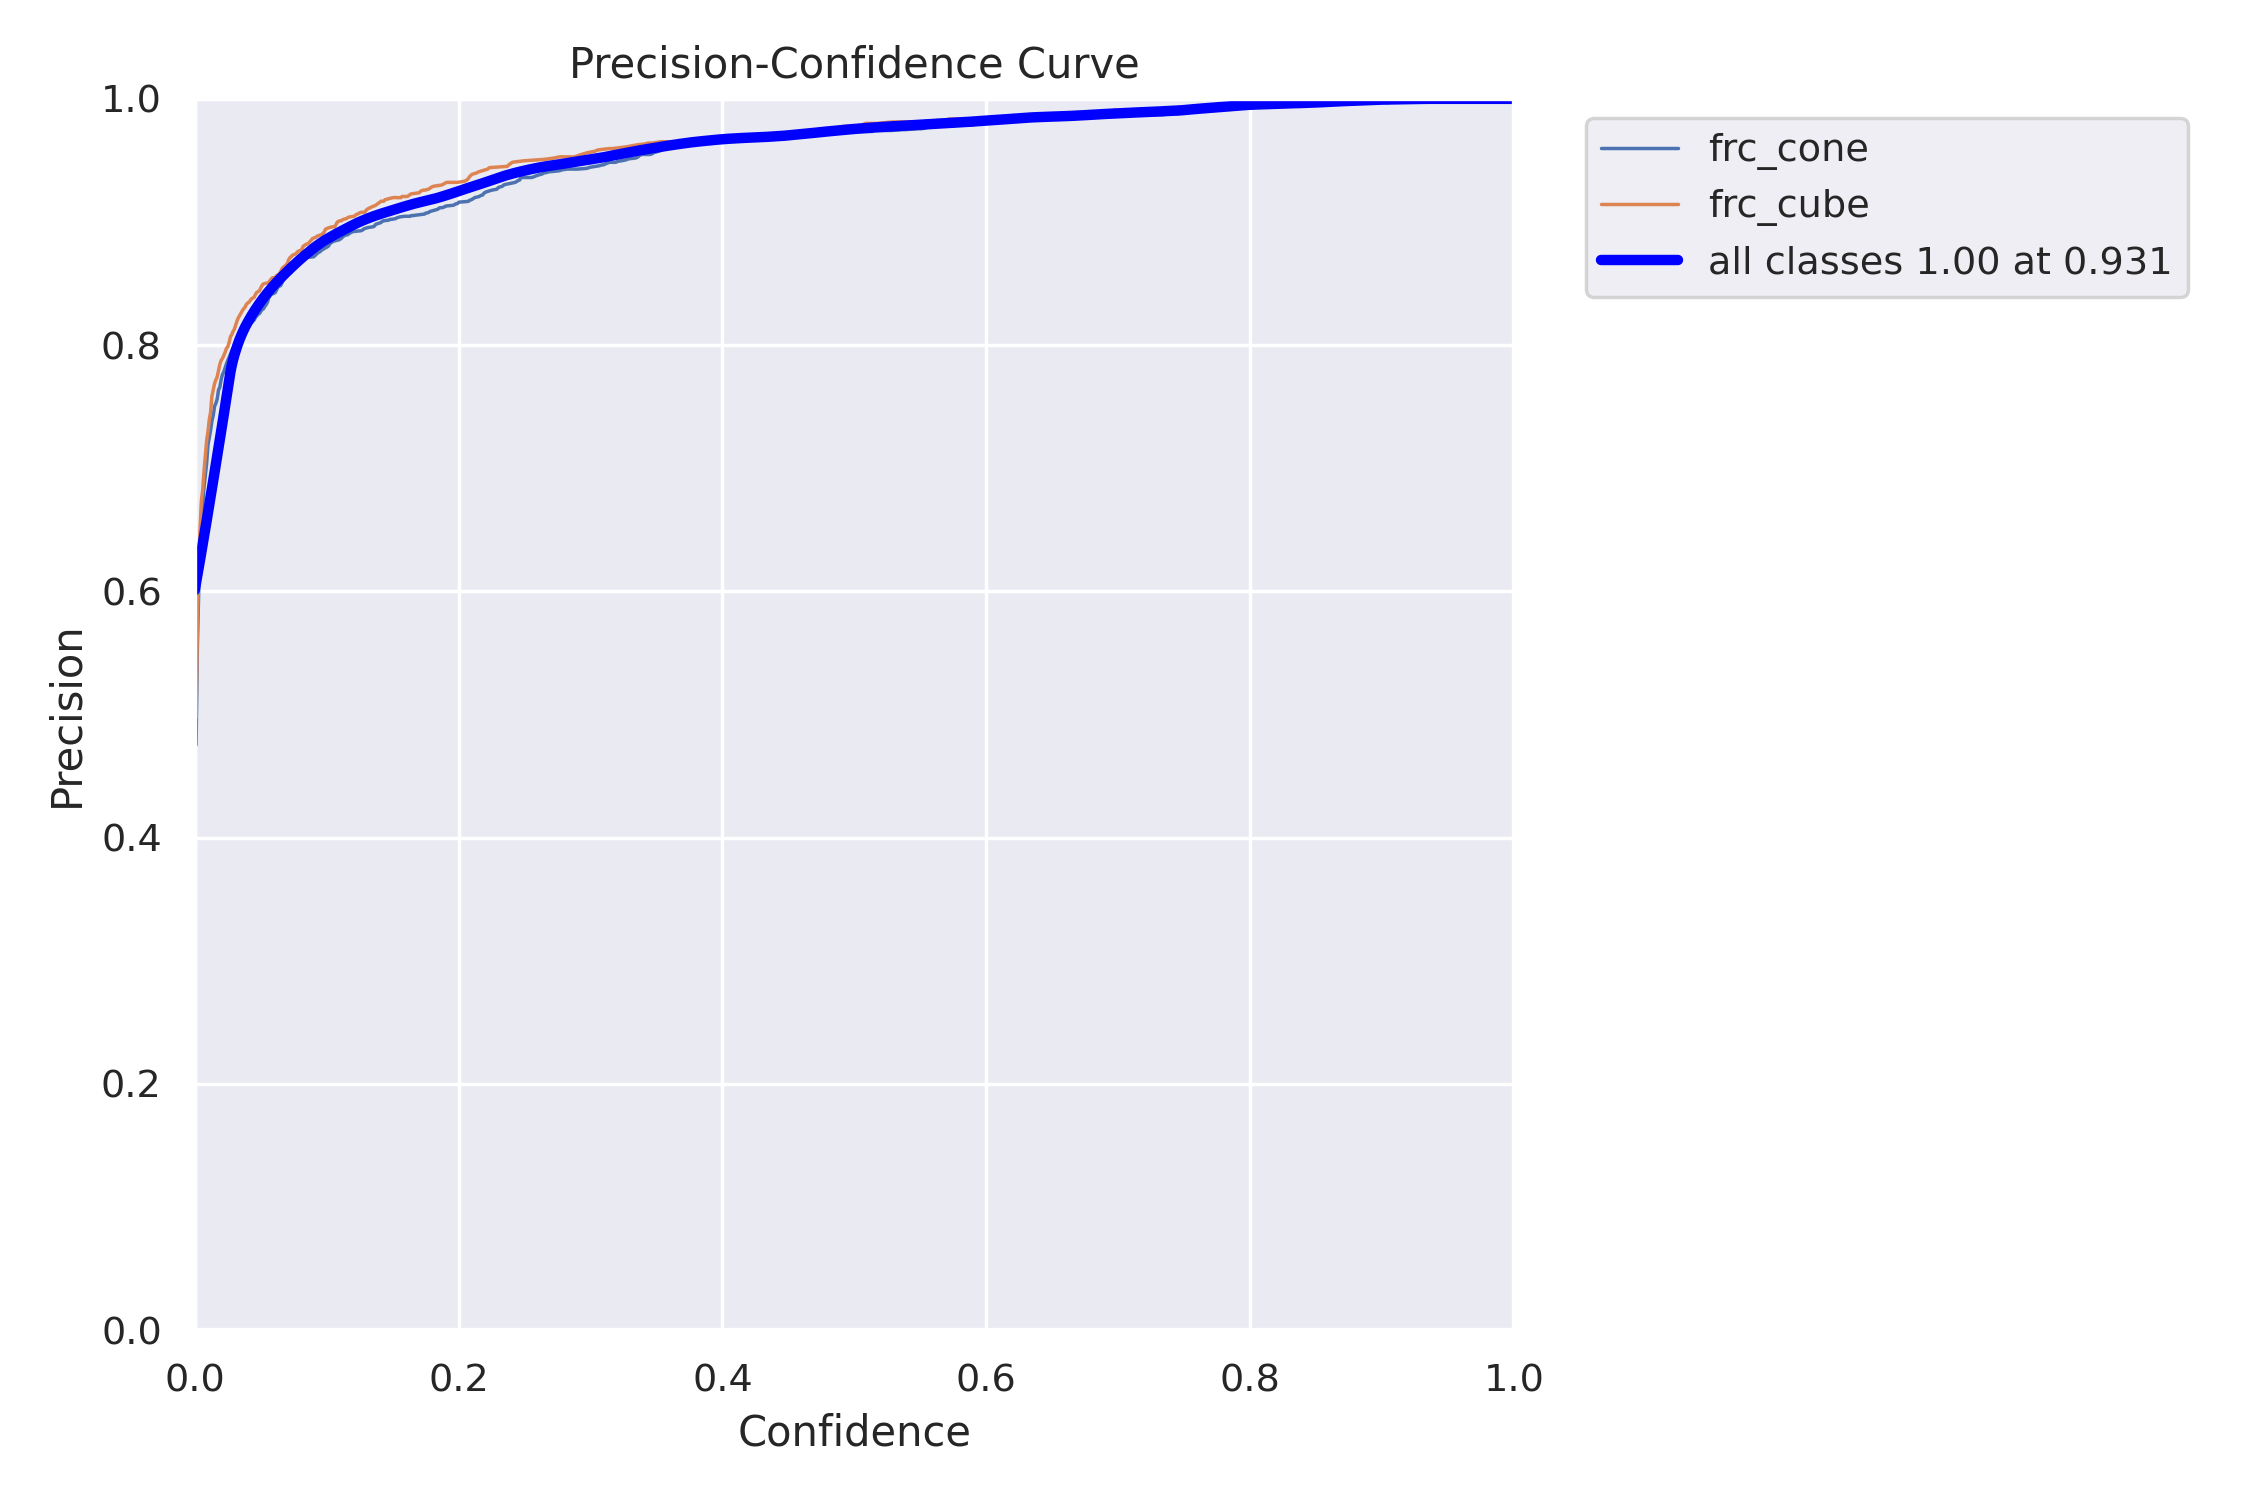 Precision-Confidence Curve
1.0
0.8
0.6
0.4
0.2
0.0
Precision
0.0 0.2 0.4 0.6 0.8 1.0
Confidence
frc_cone
frc_cube
all classes 1.00 at 0.931